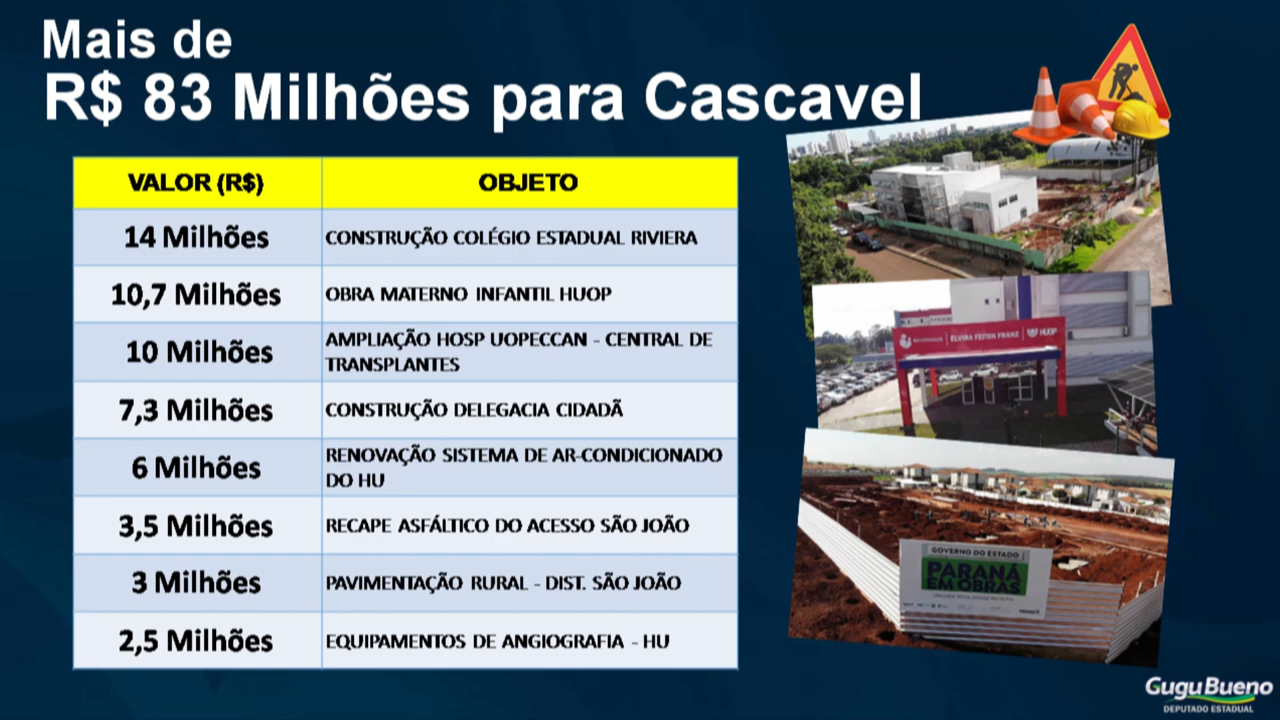 Mais de
R$ 83 Milhões para Cascavel
VALOR (R$) OBJETO
14 Milhões CONSTRUÇÃO COLÉGIO ESTADUAL RIVIERA
10,7 Milhões OBRA MATERNO INFANTIL HUOP
10 Milhões AMPLIAÇÃO HOSP UOPECCAN - CENTRAL DE
TRANSPLANTES
7,3 Milhões CONSTRUÇÃO DELEGACIA CIDADÃ
6 Milhões RENOVAÇÃO SISTEMA DE AR-CONDICIONADO
DO HU
3,5 Milhões RECAPE ASFÁLTICO DO ACESSO SÃO JOÃO
3 Milhões PAVIMENTAÇÃO RURAL - DIST. SÃO JOÃO
2,5 Milhões EQUIPAMENTOS DE ANGIOGRAFIA - HU
ELVIRA FEITEN FRANZ HUOP
GOVERNO DO ESTADO
PARANÁ
EM OBRAS
Gugu Bueno
DEPUTADO ESTADUAL